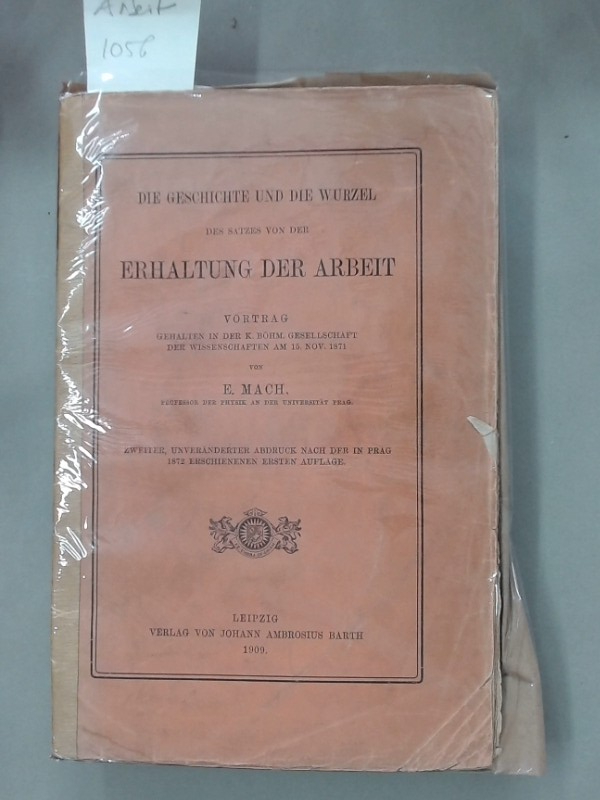 Arbeit
1056
DIE GESCHICHTE UND DIE WURZEL
DES SATZES VON DER
ERHALTUNG DER ARBEIT
VORTRAG
GEHALTEN IN DER K. BÖHM. GESELLSCHAFT
DER WISSENSCHAFTEN AM 15. NOV. 1871
VON
E. MACH,
PROFESSOR DER PHYSIK AN DER UNIVERSITÄT PRAG.
ZWEITER, UNVERÄNDERTER ABDRUCK NACH DER IN PRAG
1872 ERSCHIENENEN ERSTEN AUFLAGE.
LEIPZIG
VERLAG VON JOHANN AMBROSIUS BARTH
1909.